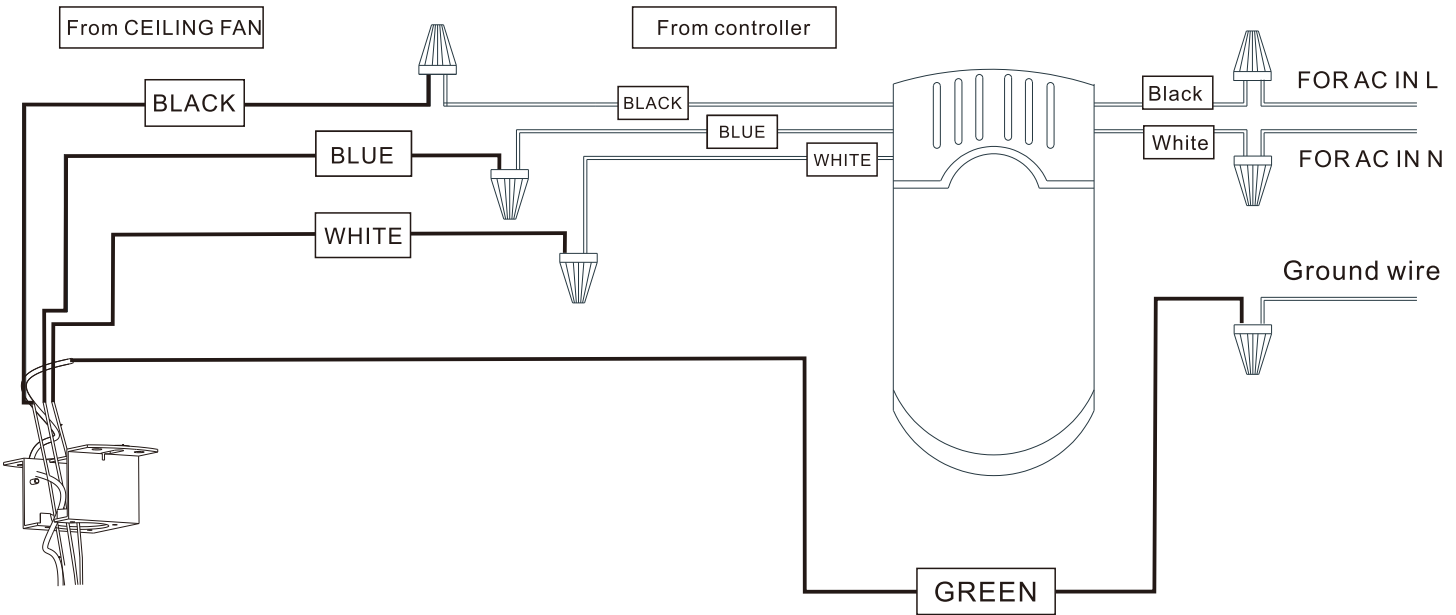 From CEILING FAN
From controller
BLACK
BLUE
WHITE
BLACK
BLUE
WHITE
Black
White
FOR AC IN L
FOR AC IN N
Ground wire
GREEN